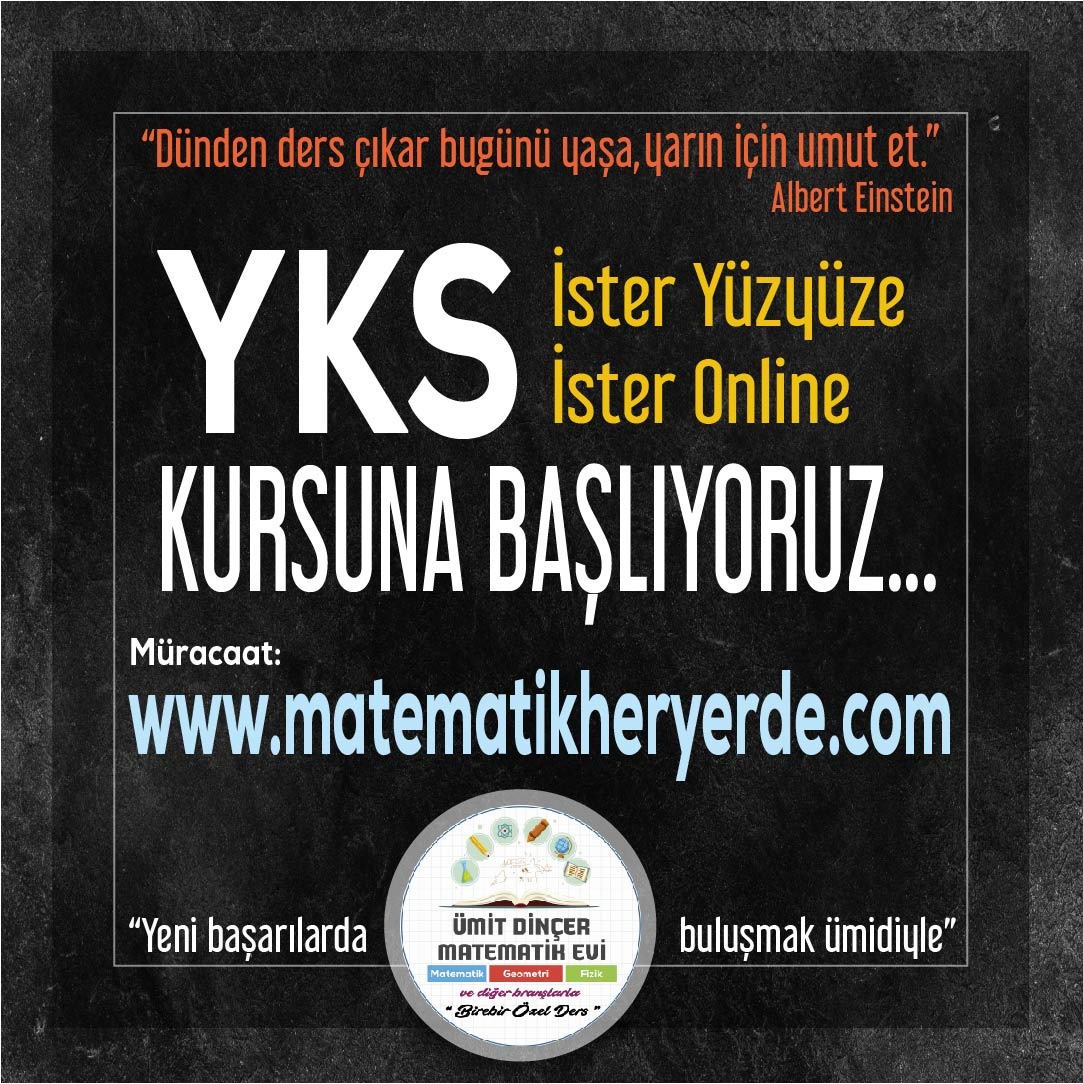 “Dünden ders çıkar bugünü yaşa, yarın için umut et.”
Albert Einstein
YKS
İster Yüzyüze
İster Online
KURSUNA BAŞLIYORUZ...
Müracaat:
www.matematikheryerde.com
“Yeni başarılarda buluşmak ümidiyle”
ÜMİT DİNÇER
MATEMATİK EVİ
Matematik Geometri Fizik
ve diğer branşlarla
“ Birebir Özel Ders ”